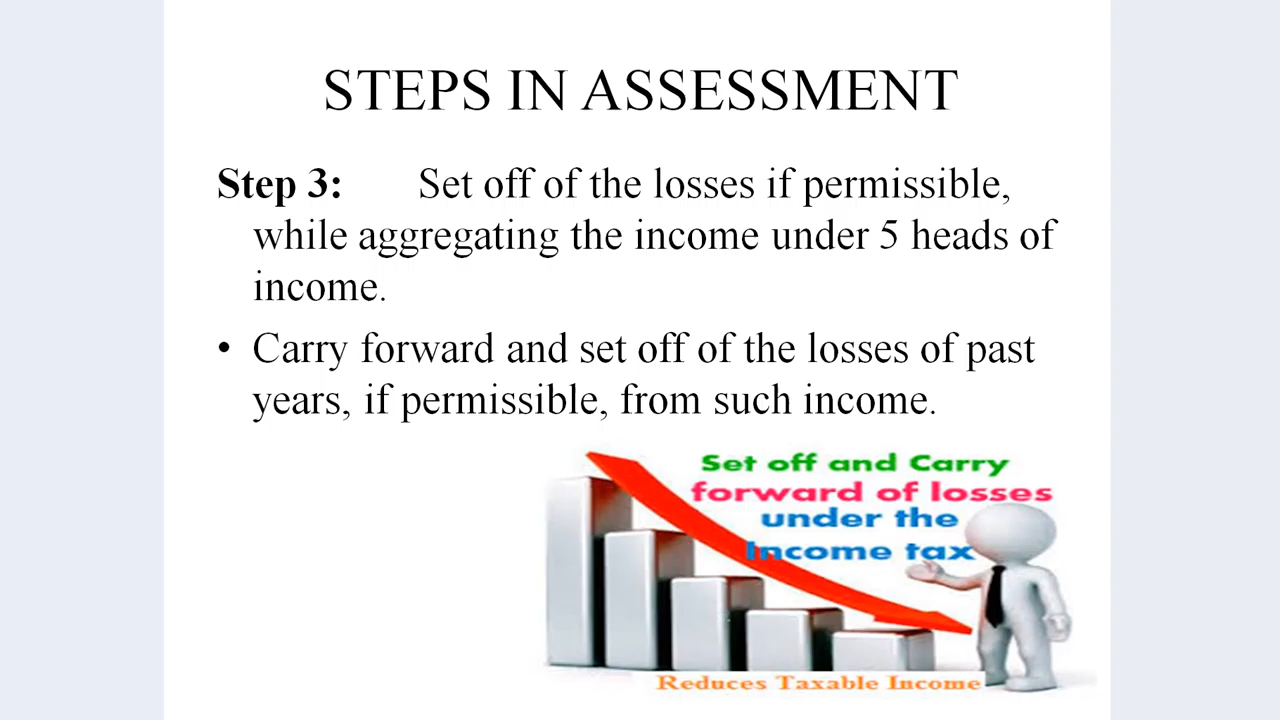 STEPS IN ASSESSMENT
Step 3: Set off of the losses if permissible,
while aggregating the income under 5 heads of
income.
• Carry forward and set off of the losses of past
years, if permissible, from such income.
Set off and Carry
forward of losses
under the
Income tax
Reduces Taxable Income